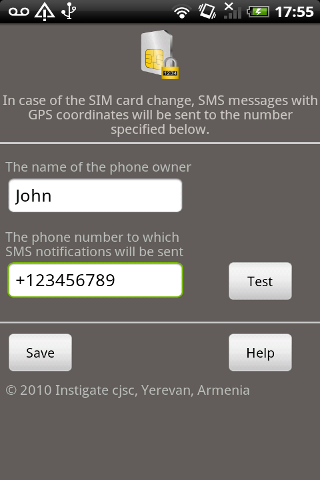 17:55
In case of the SIM card change, SMS messages with
GPS coordinates will be sent to the number
specified below.
The name of the phone owner
John
The phone number to which
SMS notifications will be sent
+123456789
Test
Save
Help
© 2010 Instigate cjsc, Yerevan, Armenia